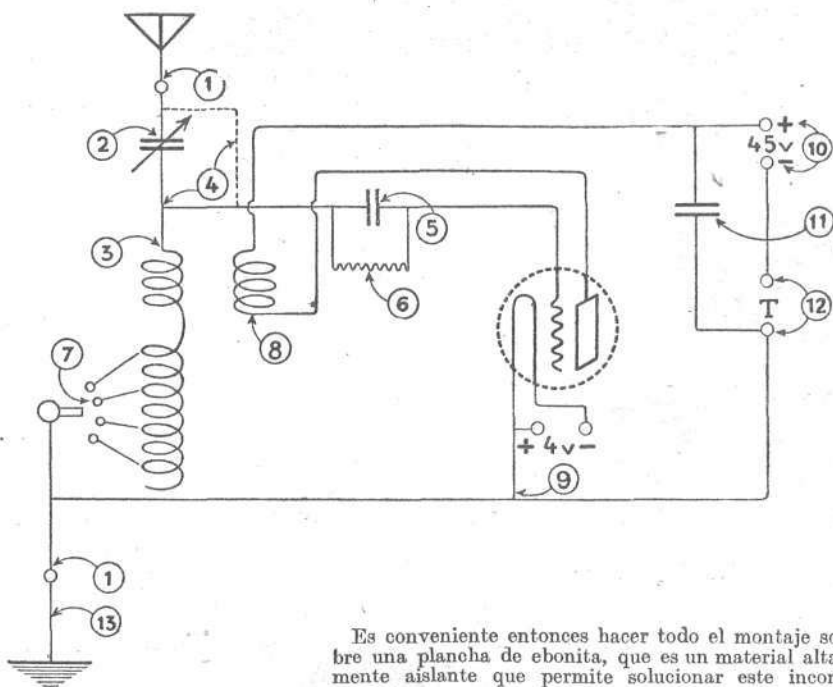 1
2
4
3
5
6
7
8
+ 4 v -
9
+
45 v
-
10
11
T
12
1
13
Es conveniente entonces hacer todo el montaje so
bre una plancha de ebonita, que es un material alta
mente aislante que permite solucionar este incon